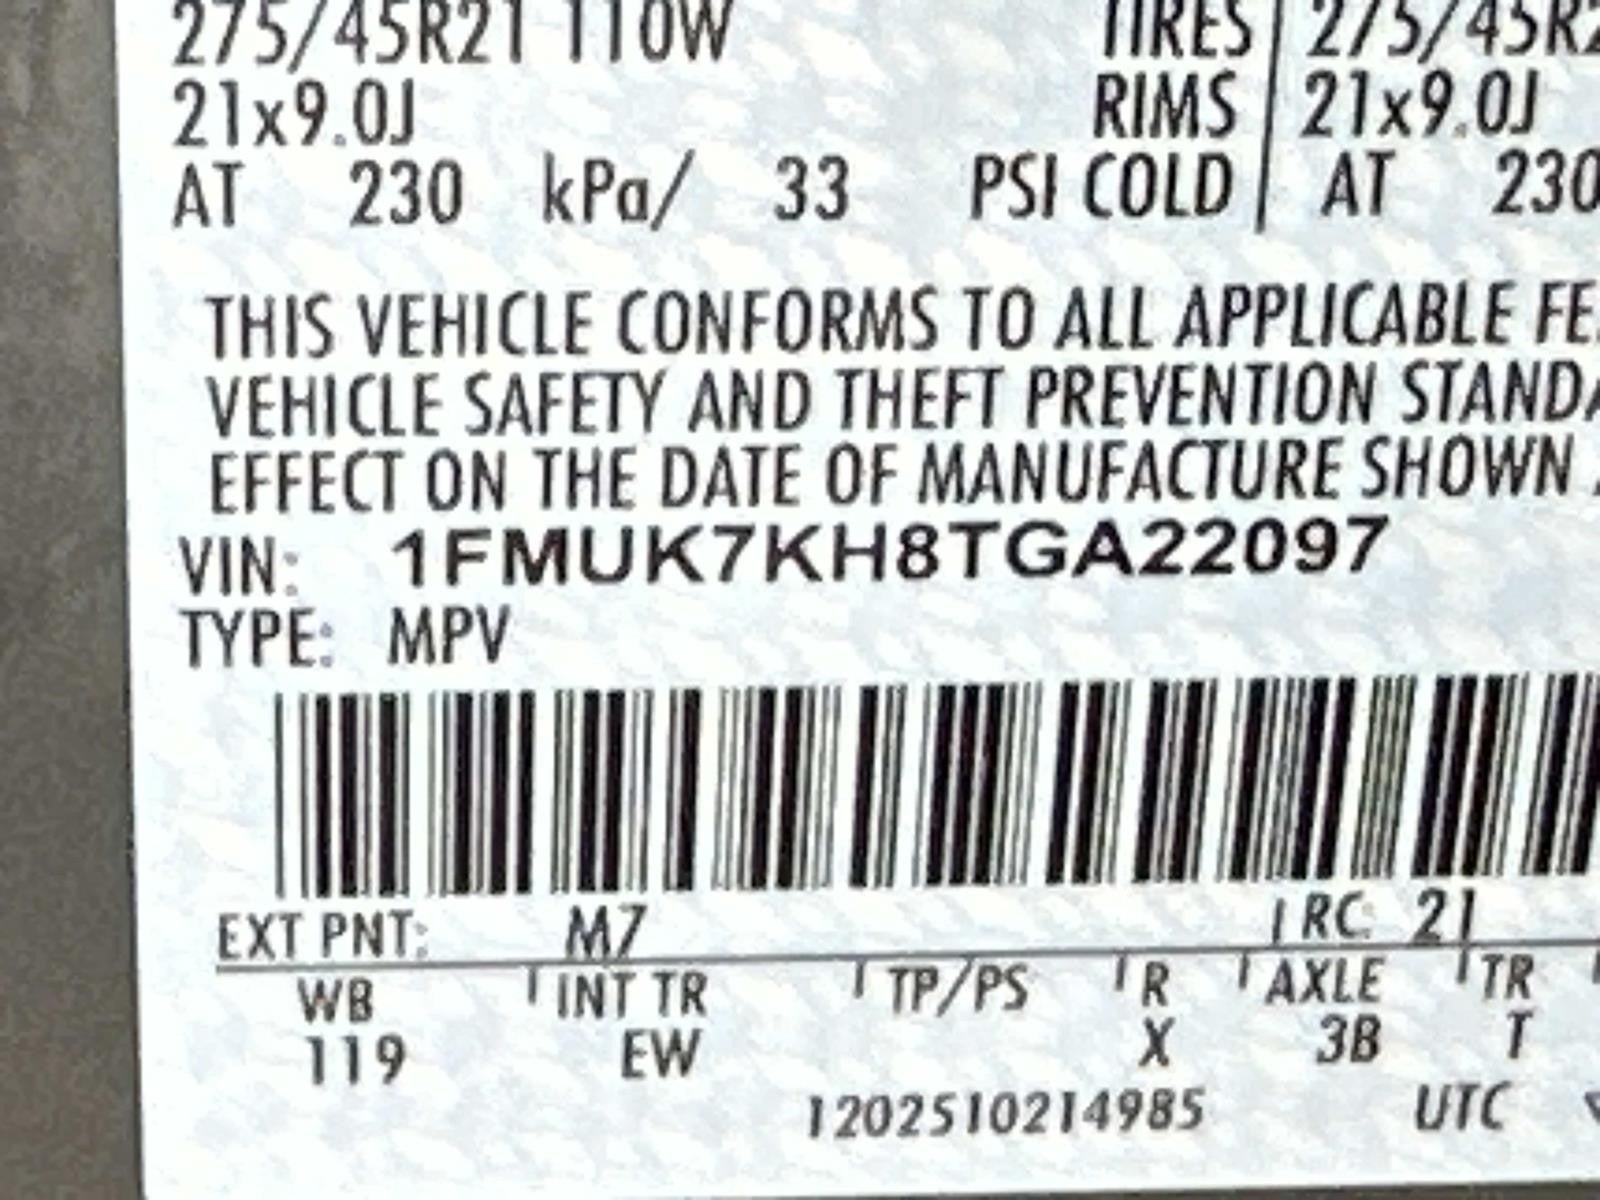 275/45R21 110W TIRES 275/45R2
21x9.0J RIMS 21x9.0J
AT 230 kPa/ 33 PSI COLD AT 230
THIS VEHICLE CONFORMS TO ALL APPLICABLE FE
VEHICLE SAFETY AND THEFT PREVENTION STANDA
EFFECT ON THE DATE OF MANUFACTURE SHOWN
VIN: 1FMUK7KH8TGA22097
TYPE: MPV
EXT PNT: M7 RC: 21
WB INT TR TP/PS R AXLE TR
119 EW X 3B T
1202510214985 UTC